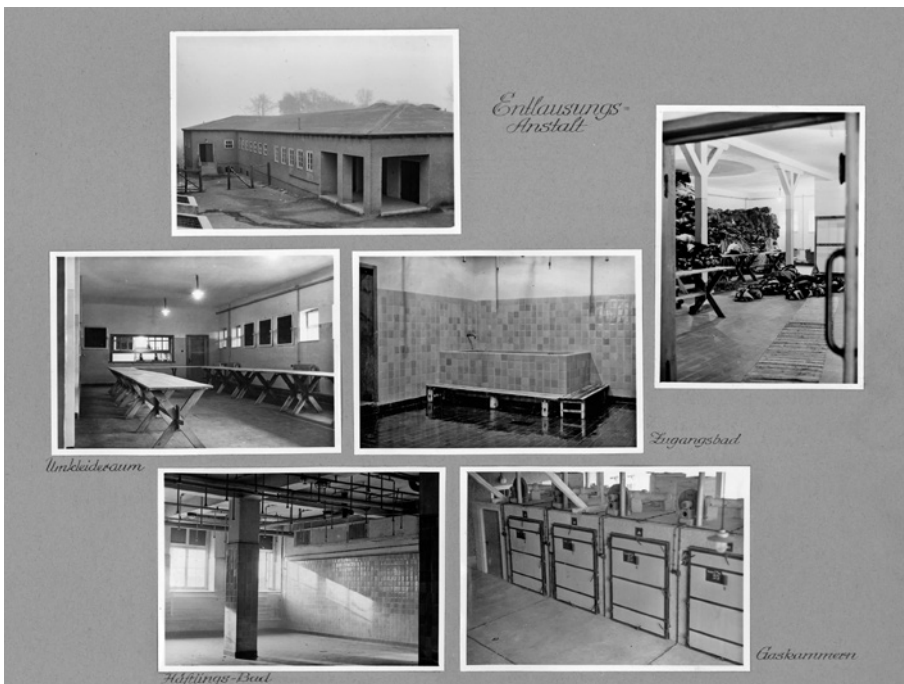 Entlausungs=
Anstalt
Umkleideraum
Zugangsbad
Häftlings-Bad
Gaskammern